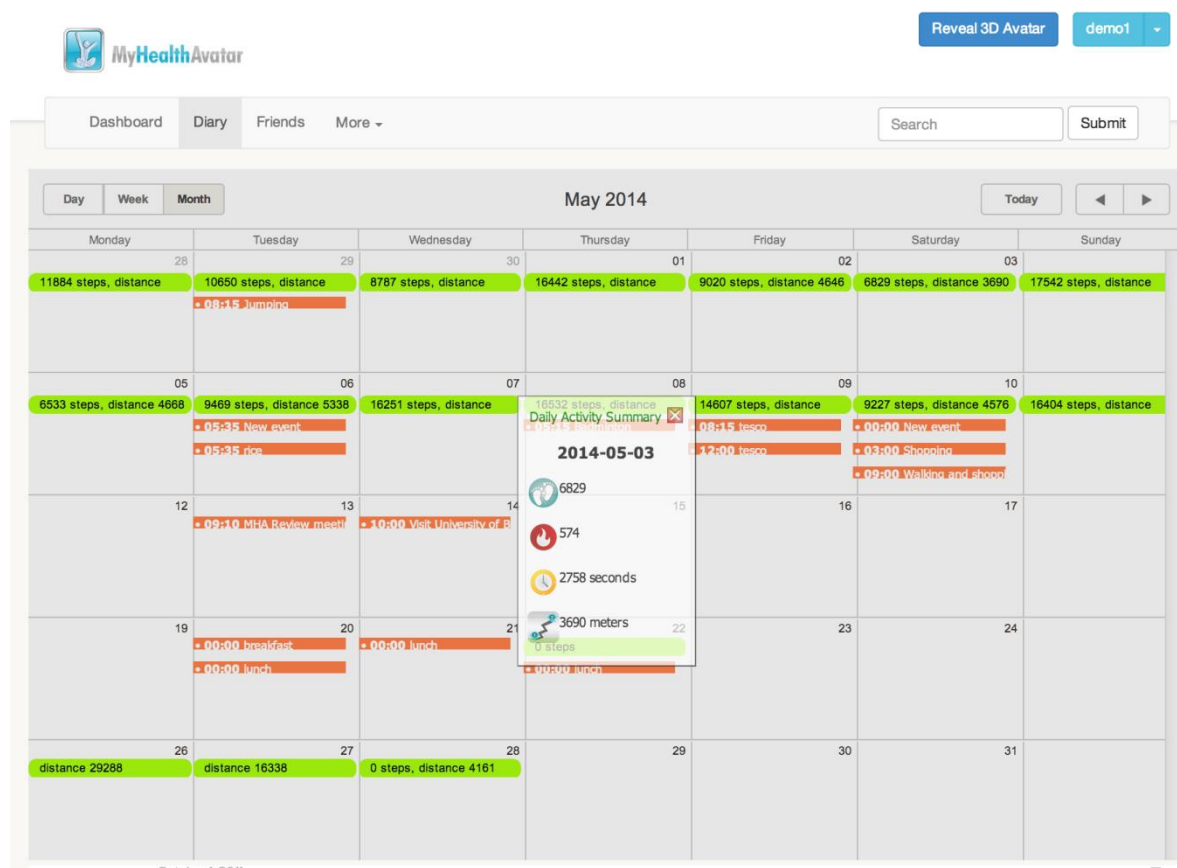 Reveal 3D Avatar demo1
MyHealthAvatar
Dashboard Diary Friends More
Search Submit
Day Week Month May 2014 Today
Monday Tuesday Wednesday Thursday Friday Saturday Sunday
28 29 30 01 02 03
11884 steps, distance 10650 steps, distance 8787 steps, distance 16442 steps, distance 9020 steps, distance 4646 6829 steps, distance 3690 17542 steps, distance
• 08:15 Jumping
05 06 07 08 09 10
6533 steps, distance 4668 9469 steps, distance 5338 16251 steps, distance 16532 steps, distance 14607 steps, distance 9227 steps, distance 4576 16404 steps, distance
Daily Activity Summary
• 05:35 New event • 08:15 tesco • 00:00 New event
• 05:35 rice • 12:00 tesco • 03:00 Shopping
2014-05-03
• 09:00 Walking and shoppi
6829
12 13 14 15 16 17
• 09:10 MHA Review meeti • 10:00 Visit University of B
574
2758 seconds
3690 meters
19 20 21 22 23 24
• 00:00 breakfast • 00:00 lunch 0 steps
• 00:00 lunch • 00:00 lunch
26 27 28 29 30 31
distance 29288 distance 16338 0 steps, distance 4161